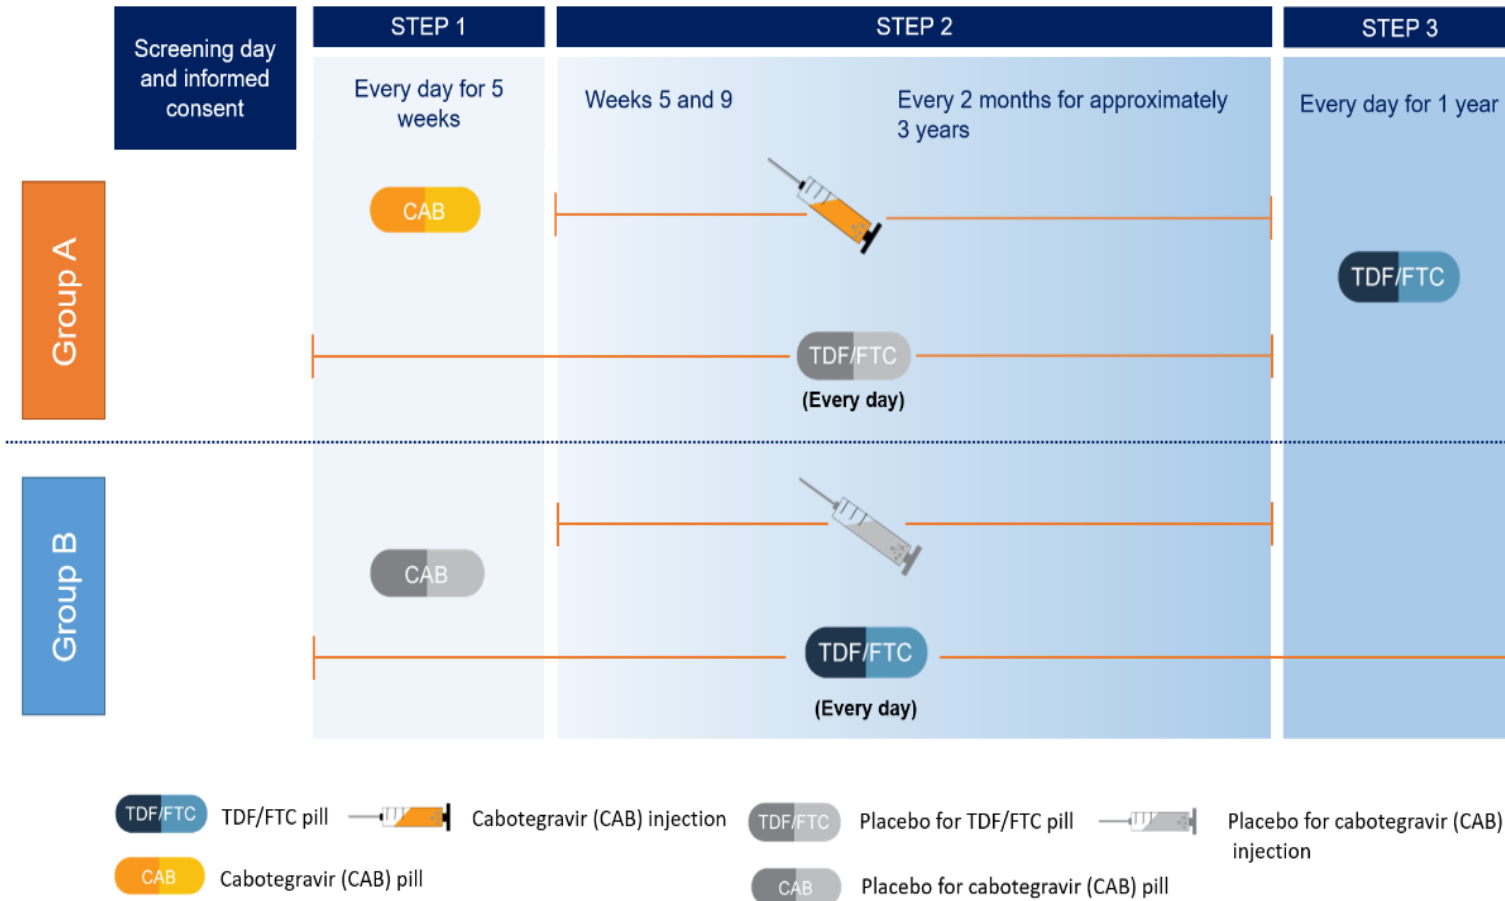 Screening day
and informed
consent
STEP 1
STEP 2
STEP 3
Every day for 5
weeks
Weeks 5 and 9
Every 2 months for approximately
3 years
Every day for 1 year
Group A
CAB
TDF/FTC
TDF/FTC
(Every day)
Group B
CAB
TDF/FTC
(Every day)
TDF/FTC
TDF/FTC pill
Cabotegravir (CAB) injection
TDF/FTC
Placebo for TDF/FTC pill
Placebo for cabotegravir (CAB)
injection
CAB
Cabotegravir (CAB) pill
CAB
Placebo for cabotegravir (CAB) pill